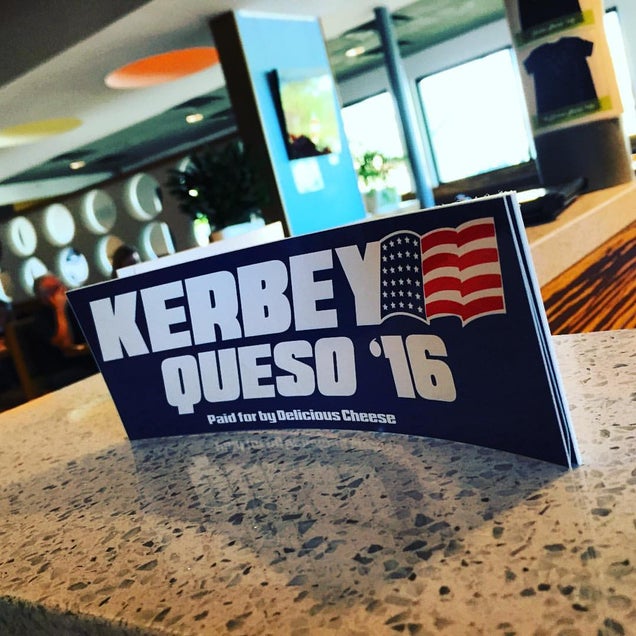 KERBEY
QUESO ‘16
Paid for by Delicious Cheese